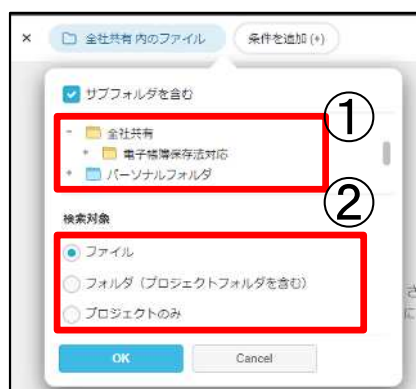 × 全社共有内のファイル 条件を追加 (+)
サブフォルダを含む
①
- 全社共有
+ 電子帳簿保存法対応
+ パーソナルフォルダ
②
検索対象
ファイル
フォルダ（プロジェクトフォルダを含む）
プロジェクトのみ
さ
に
OK Cancel